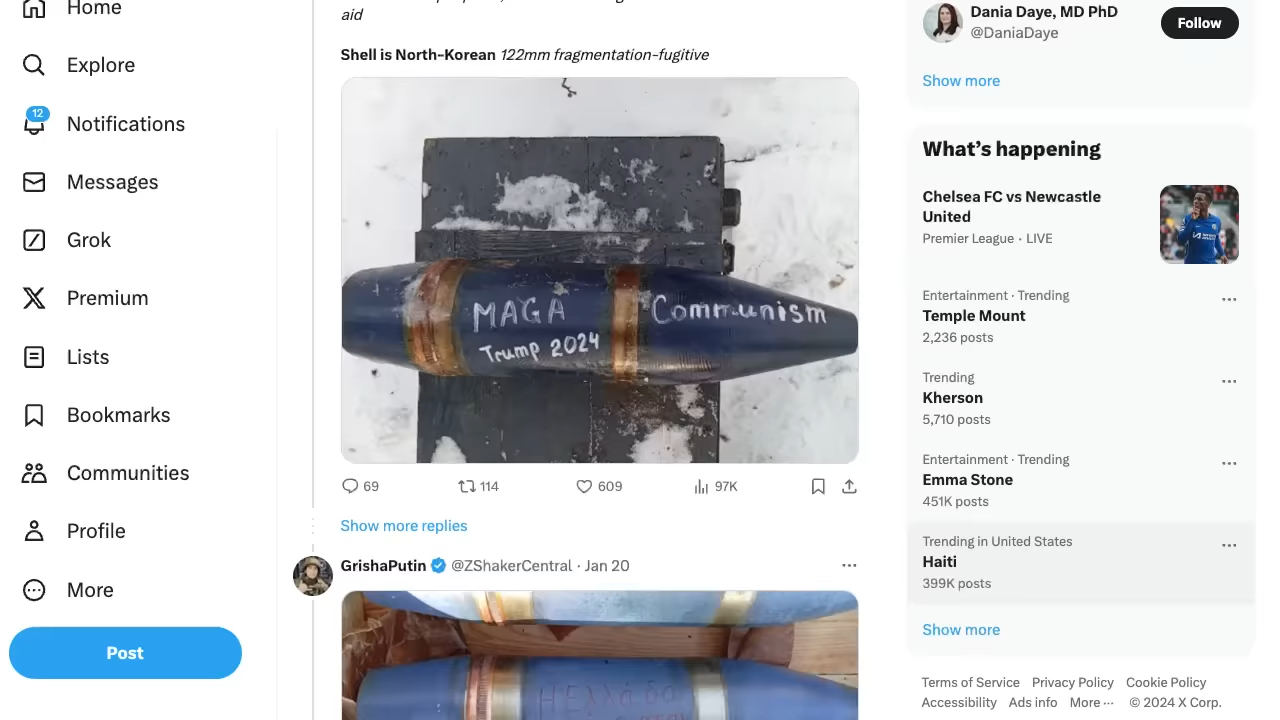 Home
Explore
12
Notifications
Messages
Grok
Premium
Lists
Bookmarks
Communities
Profile
More
Post
aid
Shell is North-Korean 122mm fragmentation-fugitive
MAGA
Trump 2024
Communism
69
114
609
97K
Show more replies
GrishaPutin @ZShakerCentral · Jan 20
Dania Daye, MD PhD
@DaniaDaye
Follow
Show more
What's happening
Chelsea FC vs Newcastle
United
Premier League · LIVE
Entertainment · Trending
Temple Mount
2,236 posts
Trending
Kherson
5,710 posts
Entertainment · Trending
Emma Stone
451K posts
Trending in United States
Haiti
399K posts
Show more
Terms of Service Privacy Policy Cookie Policy
Accessibility Ads info More ··· © 2024 X Corp.